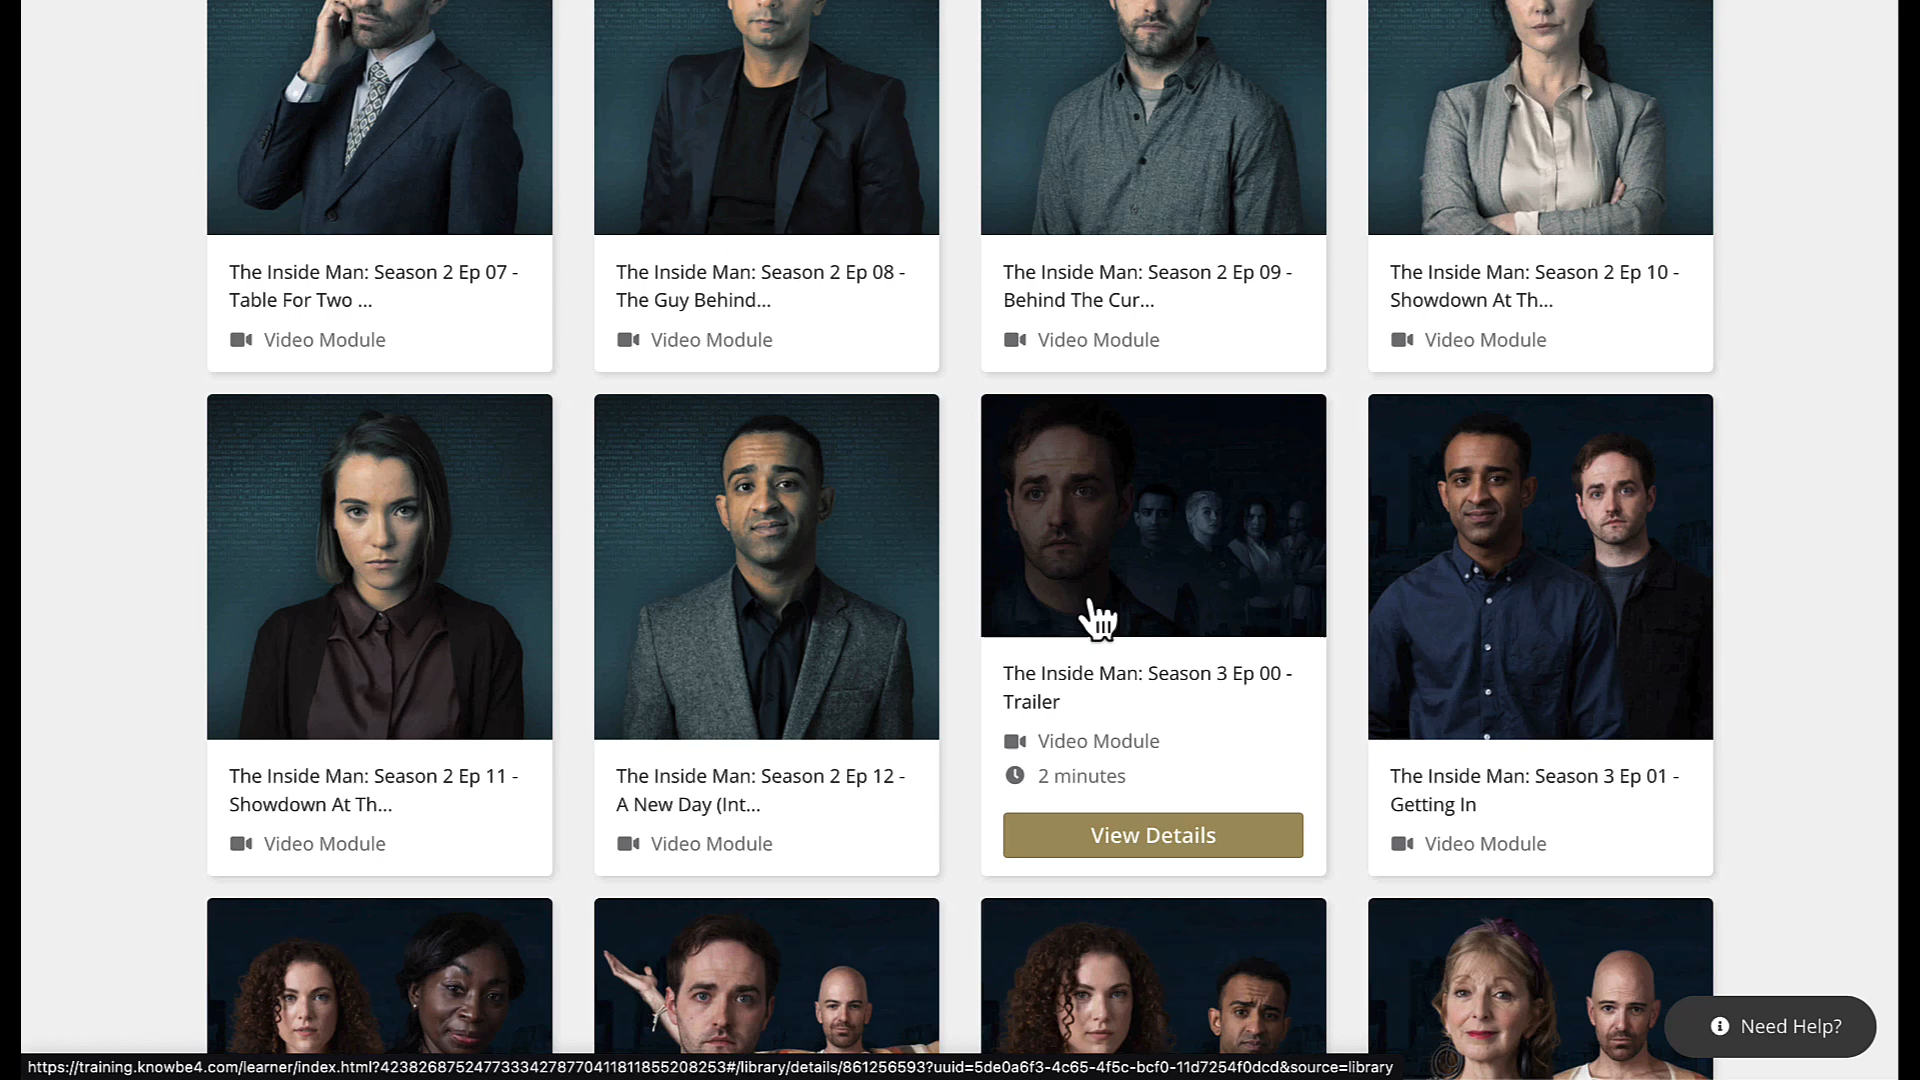 The Inside Man: Season 2 Ep 07 -
Table For Two ...
Video Module
The Inside Man: Season 2 Ep 08 -
The Guy Behind...
Video Module
The Inside Man: Season 2 Ep 09 -
Behind The Cur...
Video Module
The Inside Man: Season 2 Ep 10 -
Showdown At Th...
Video Module
The Inside Man: Season 2 Ep 11 -
Showdown At Th...
Video Module
The Inside Man: Season 2 Ep 12 -
A New Day (Int...
Video Module
The Inside Man: Season 3 Ep 00 -
Trailer
Video Module
2 minutes
View Details
The Inside Man: Season 3 Ep 01 -
Getting In
Video Module
Need Help?
https://training.knowbe4.com/learner/index.html?42382687524773334278770411811855208253#/library/details/861256593?uuid=5de0a6f3-4c65-4f5c-bcf0-11d7254f0dcd&source=library